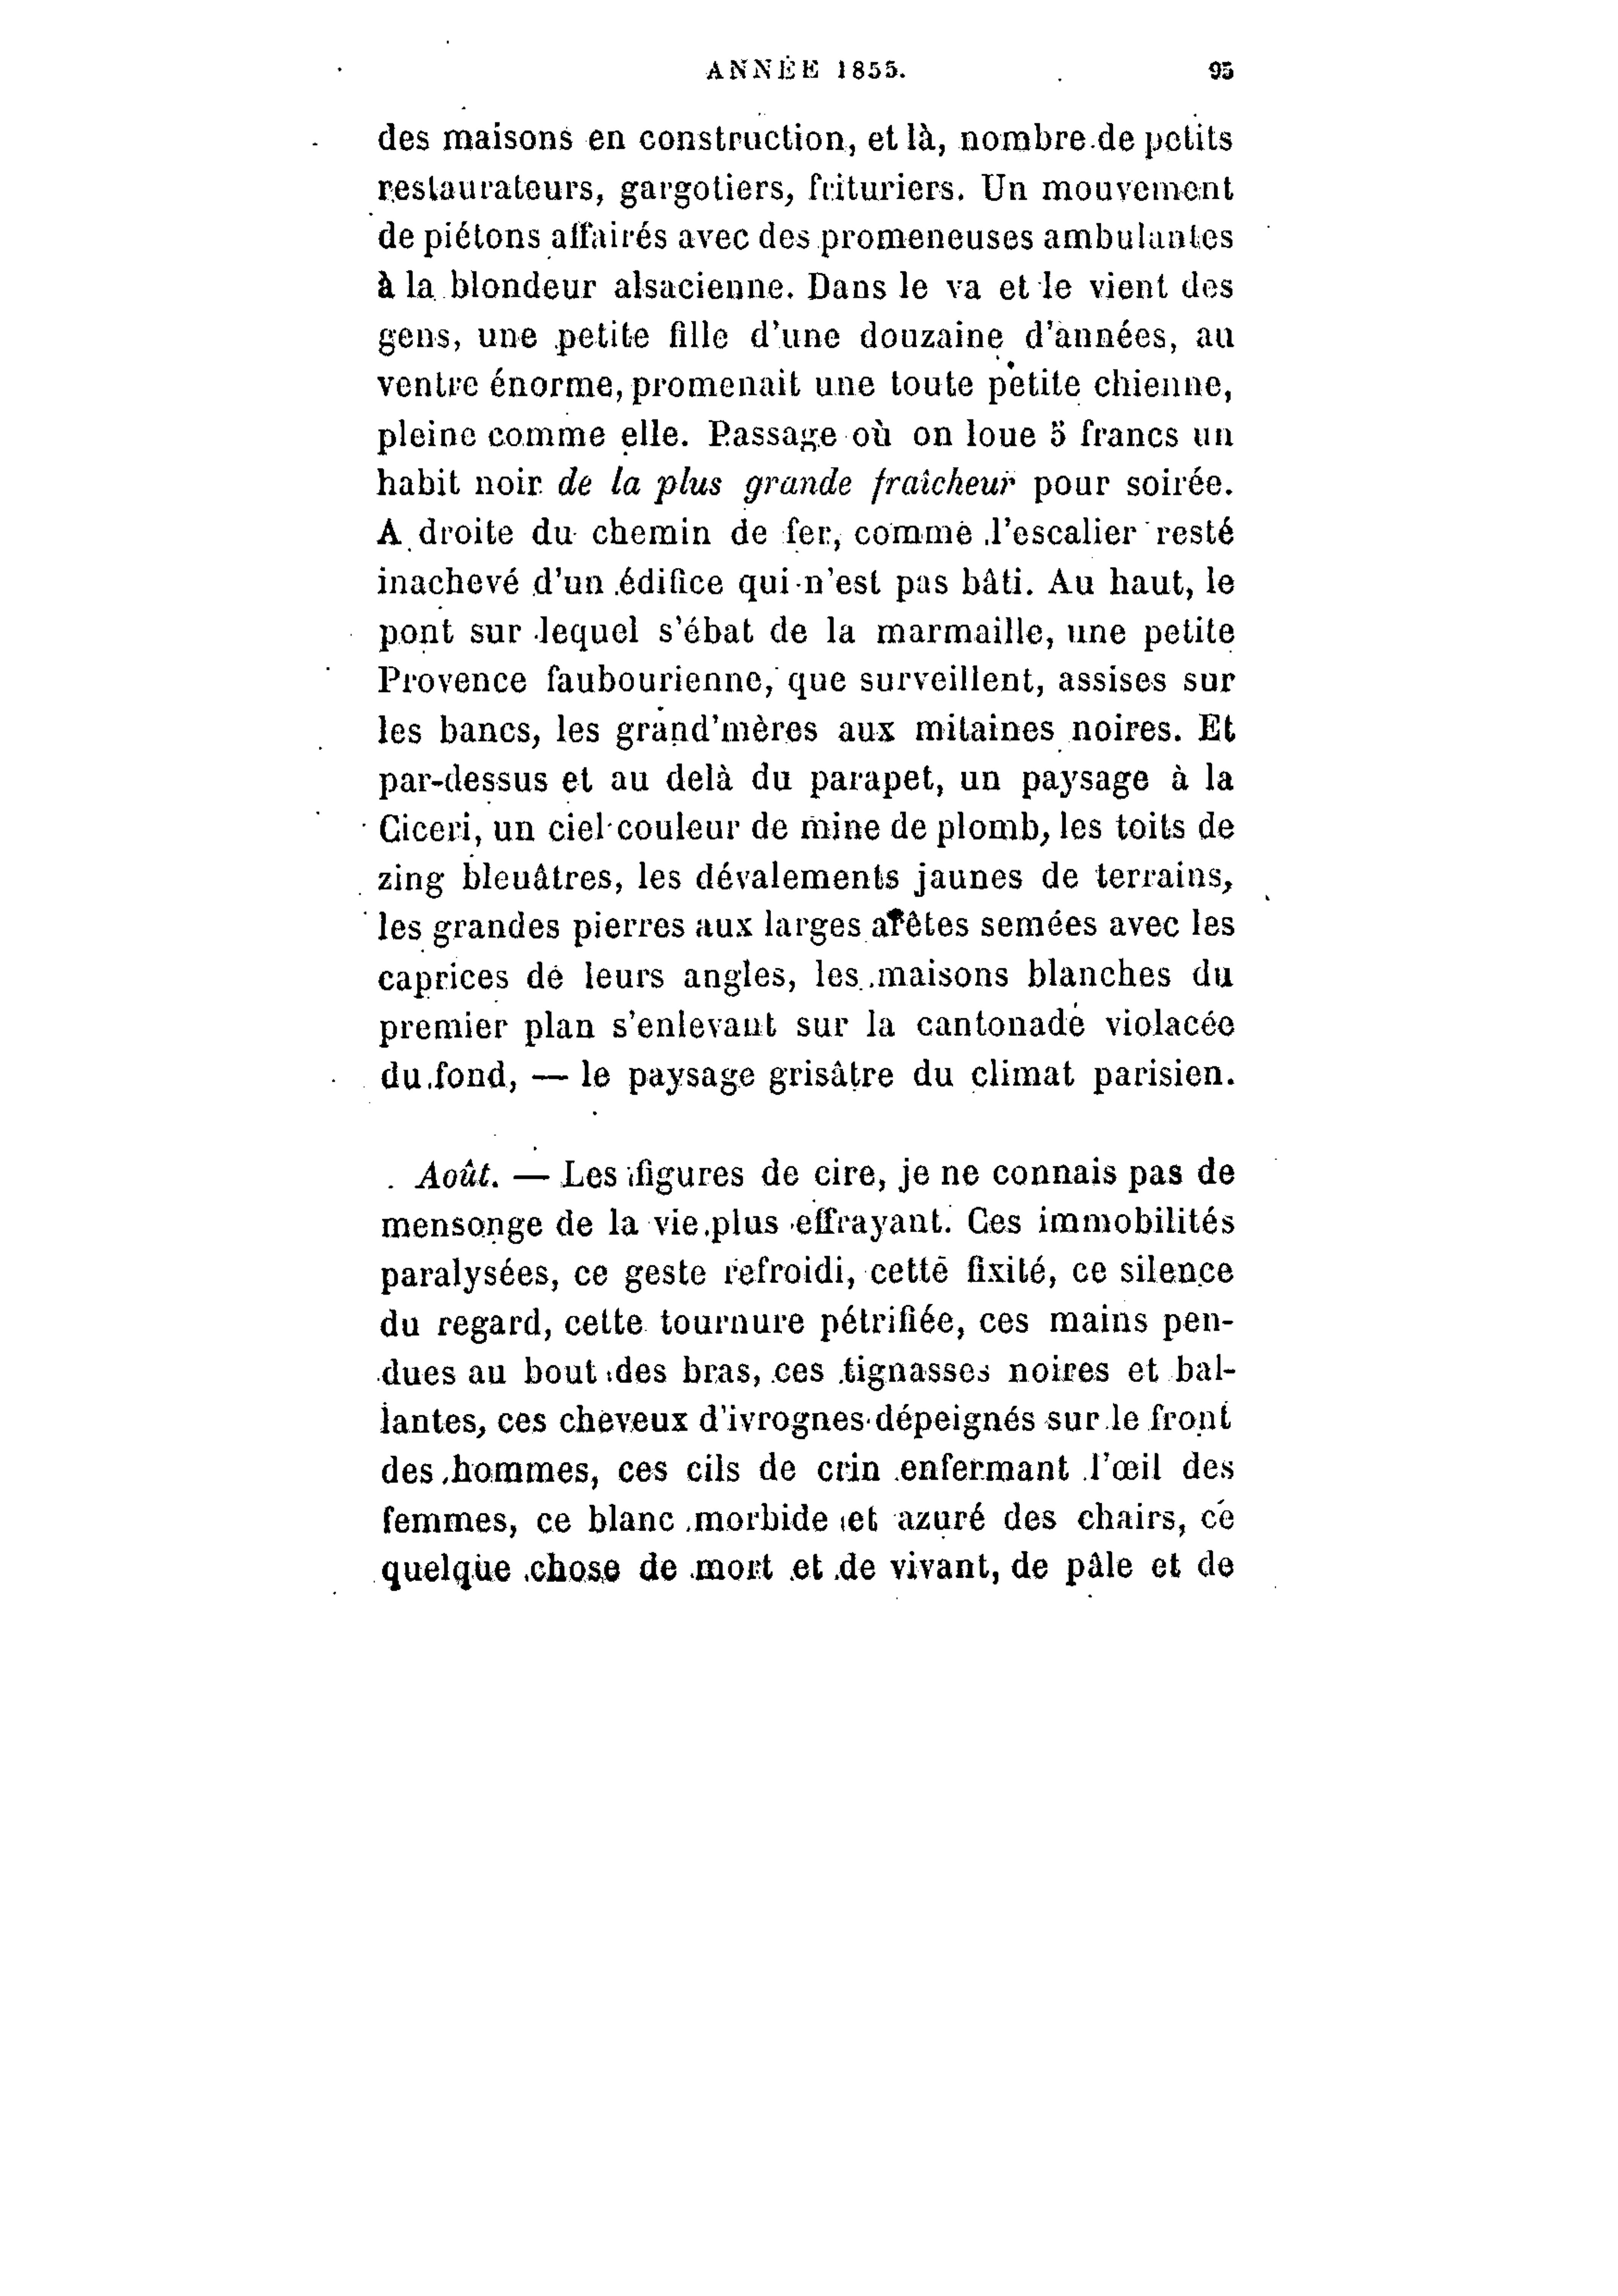 ANNÉE 1855. 95
des maisons en construction, et là, nombre de petits
restaurateurs, gargotiers, frituriers. Un mouvement
de piétons affairés avec des promeneuses ambulantes
à la blondeur alsacienne. Dans le va et le vient des
gens, une petite fille d'une douzaine d'années, au
ventre énorme, promenait une toute petite chienne,
pleine comme elle. Passage où on loue 5 francs un
habit noir de la plus grande fraîcheur pour soirée.
A droite du chemin de fer, comme l'escalier resté
inachevé d'un édifice qui n'est pas bâti. Au haut, le
pont sur lequel s'ébat de la marmaille, une petite
Provence faubourienne, que surveillent, assises sur
les bancs, les grand'mères aux mitaines noires. Et
par-dessus et au delà du parapet, un paysage à la
Ciceri, un ciel couleur de mine de plomb, les toits de
zing bleuâtres, les dévalements jaunes de terrains,
les grandes pierres aux larges arêtes semées avec les
caprices de leurs angles, les maisons blanches du
premier plan s'enlevant sur la cantonade violacée
du fond, — le paysage grisâtre du climat parisien.
Août. — Les figures de cire, je ne connais pas de
mensonge de la vie plus effrayant. Ces immobilités
paralysées, ce geste refroidi, cette fixité, ce silence
du regard, cette tournure pétrifiée, ces mains pen-
dues au bout des bras, ces tignasses noires et bal-
lantes, ces cheveux d'ivrognes dépeignés sur le front
des hommes, ces cils de crin enfermant l'œil des
femmes, ce blanc morbide et azuré des chairs, ce
quelque chose de mort et de vivant, de pâle et de